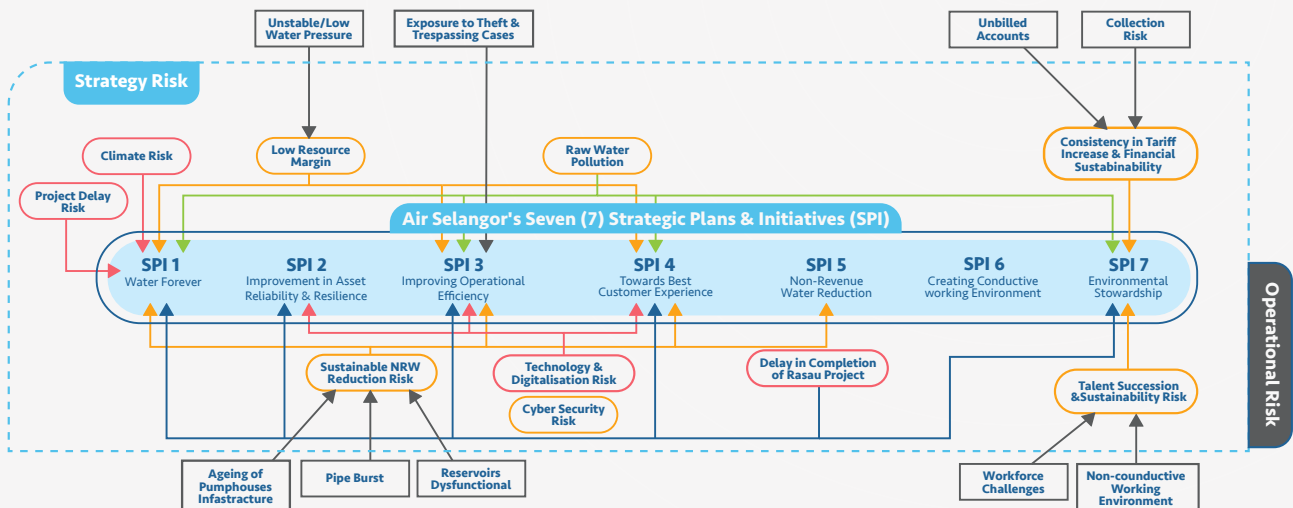 Unstable/Low
Water Pressure
Exposure to Theft &
Trespassing Cases
Unbilled
Accounts
Collection
Risk
Strategy Risk
Climate Risk
Low Resource
Margin
Raw Water
Pollution
Consistency in Tariff
Increase & Financial
Sustabinability
Project Delay
Risk
Air Selangor's Seven (7) Strategic Plans & Initiatives (SPI)
SPI 1
Water Forever
SPI 2
Improvement in Asset
Reliability & Resilience
SPI 3
Improving Operational
Efficiency
SPI 4
Towards Best
Customer Experience
SPI 5
Non-Revenue
Water Reduction
SPI 6
Creating Conductive
working Environment
SPI 7
Environmental
Stowardship
Operational Risk
Sustainable NRW
Reduction Risk
Technology &
Digitalisation Risk
Delay in Completion
of Rasau Project
Cyber Security
Risk
Talent Succession
&Sustainability Risk
Ageing of
Pumphouses
Infastracture
Pipe Burst
Reservoirs
Dysfunctional
Workforce
Challenges
Non-counductive
Working
Environment